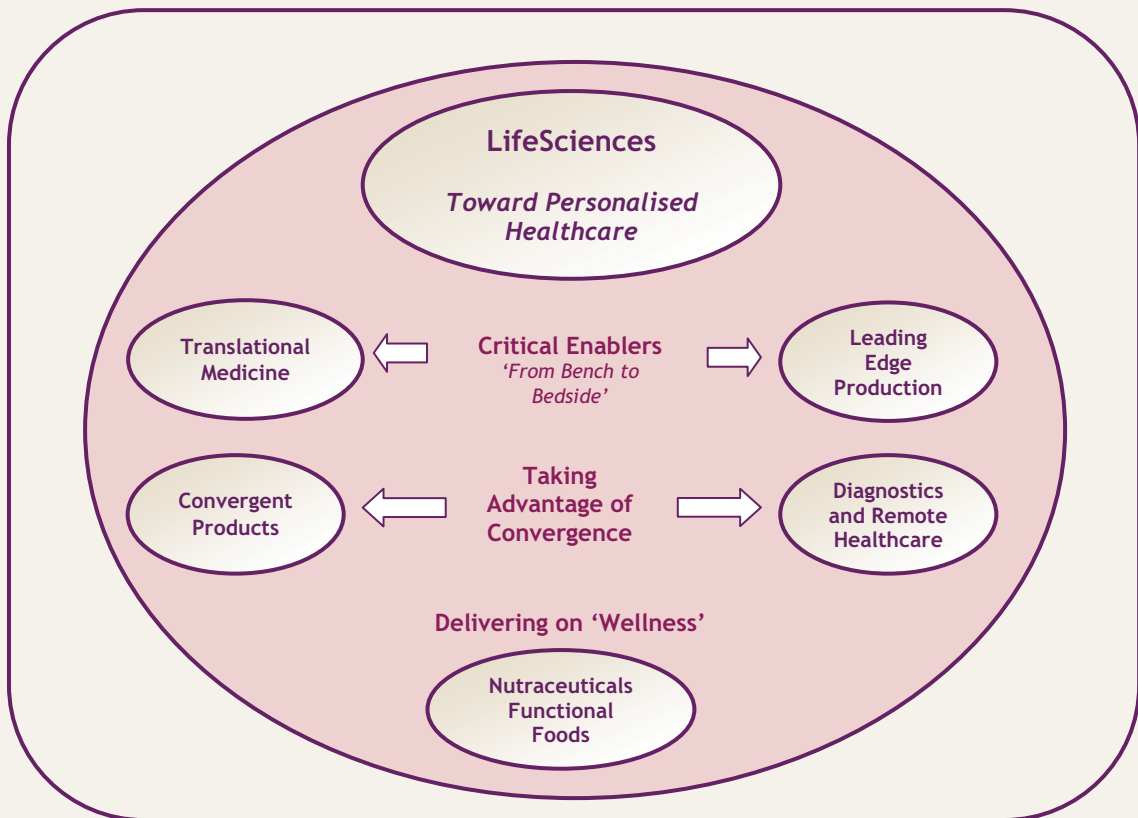 LifeSciences
Toward Personalised
Healthcare
Translational
Medicine
Critical Enablers
‘From Bench to
Bedside’
Leading
Edge
Production
Convergent
Products
Taking
Advantage of
Convergence
Diagnostics
and Remote
Healthcare
Delivering on ‘Wellness’
Nutraceuticals
Functional
Foods